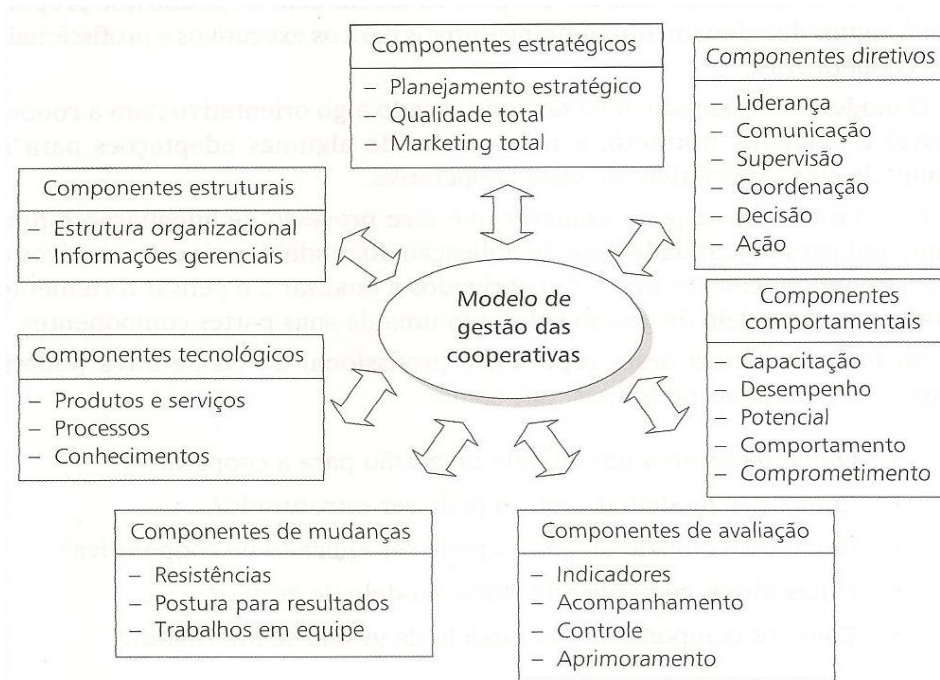 Componentes estratégicos
– Planejamento estratégico
– Qualidade total
– Marketing total
Componentes diretivos
– Liderança
– Comunicação
– Supervisão
– Coordenação
– Decisão
– Ação
Componentes estruturais
– Estrutura organizacional
– Informações gerenciais
Modelo de
gestão das
cooperativas
Componentes
comportamentais
– Capacitação
– Desempenho
– Potencial
– Comportamento
– Comprometimento
Componentes tecnológicos
– Produtos e serviços
– Processos
– Conhecimentos
Componentes de mudanças
– Resistências
– Postura para resultados
– Trabalhos em equipe
Componentes de avaliação
– Indicadores
– Acompanhamento
– Controle
– Aprimoramento